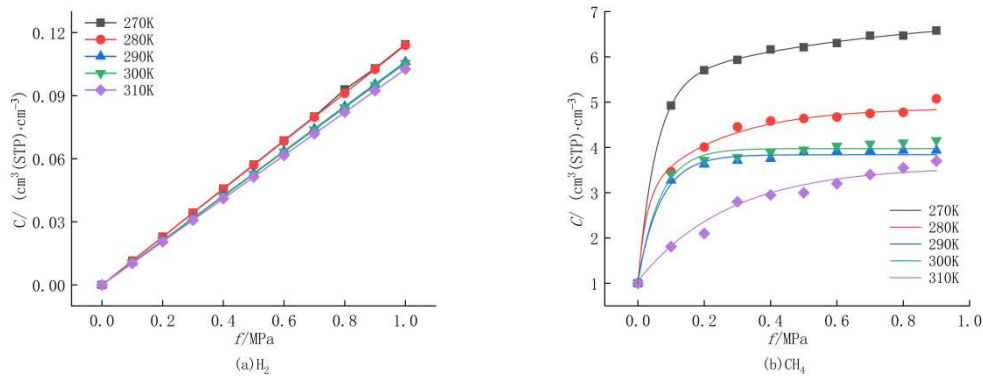 0.12
0.09
0.06
0.03
0.00
C/ (cm³(STP)·cm⁻³)
270K
280K
290K
300K
310K
0.0 0.2 0.4 0.6 0.8 1.0
f/MPa
(a)H₂
7
6
5
4
3
2
1
C/ (cm³(STP)·cm⁻³)
270K
280K
290K
300K
310K
0.0 0.2 0.4 0.6 0.8 1.0
f/MPa
(b)CH₄